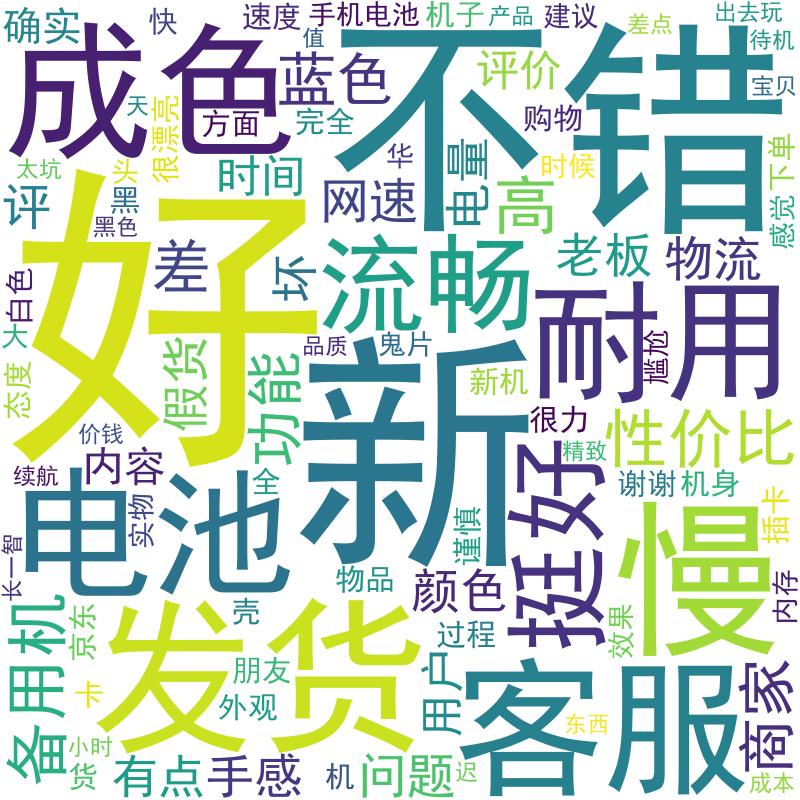 确实
快
速度
手机电池
机子
产品
建议
差点
出去玩
待机
成色
蓝色
值
不错
评价
宝贝
天
很漂亮
方面
完全
购物
太坑
头
时间
华
电量
时候
下单
感觉
评
黑
黑色
网速
高
好
差
坏
流畅
老板
物流
白色
大
态度
假货
功能
品质
鬼片
新
新机
耐用
尴尬
很力
性价比
价钱
内容
精致
续航
全
电池
实物
挺好
谢谢
机身
插卡
慢
长一智
谨慎
物品
颜色
内存
备用机
京东
壳
发货
过程
效果
朋友
外观
用户
客服
商家
卡
东西
小时
货
有点
手感
机
问题
迟
成本